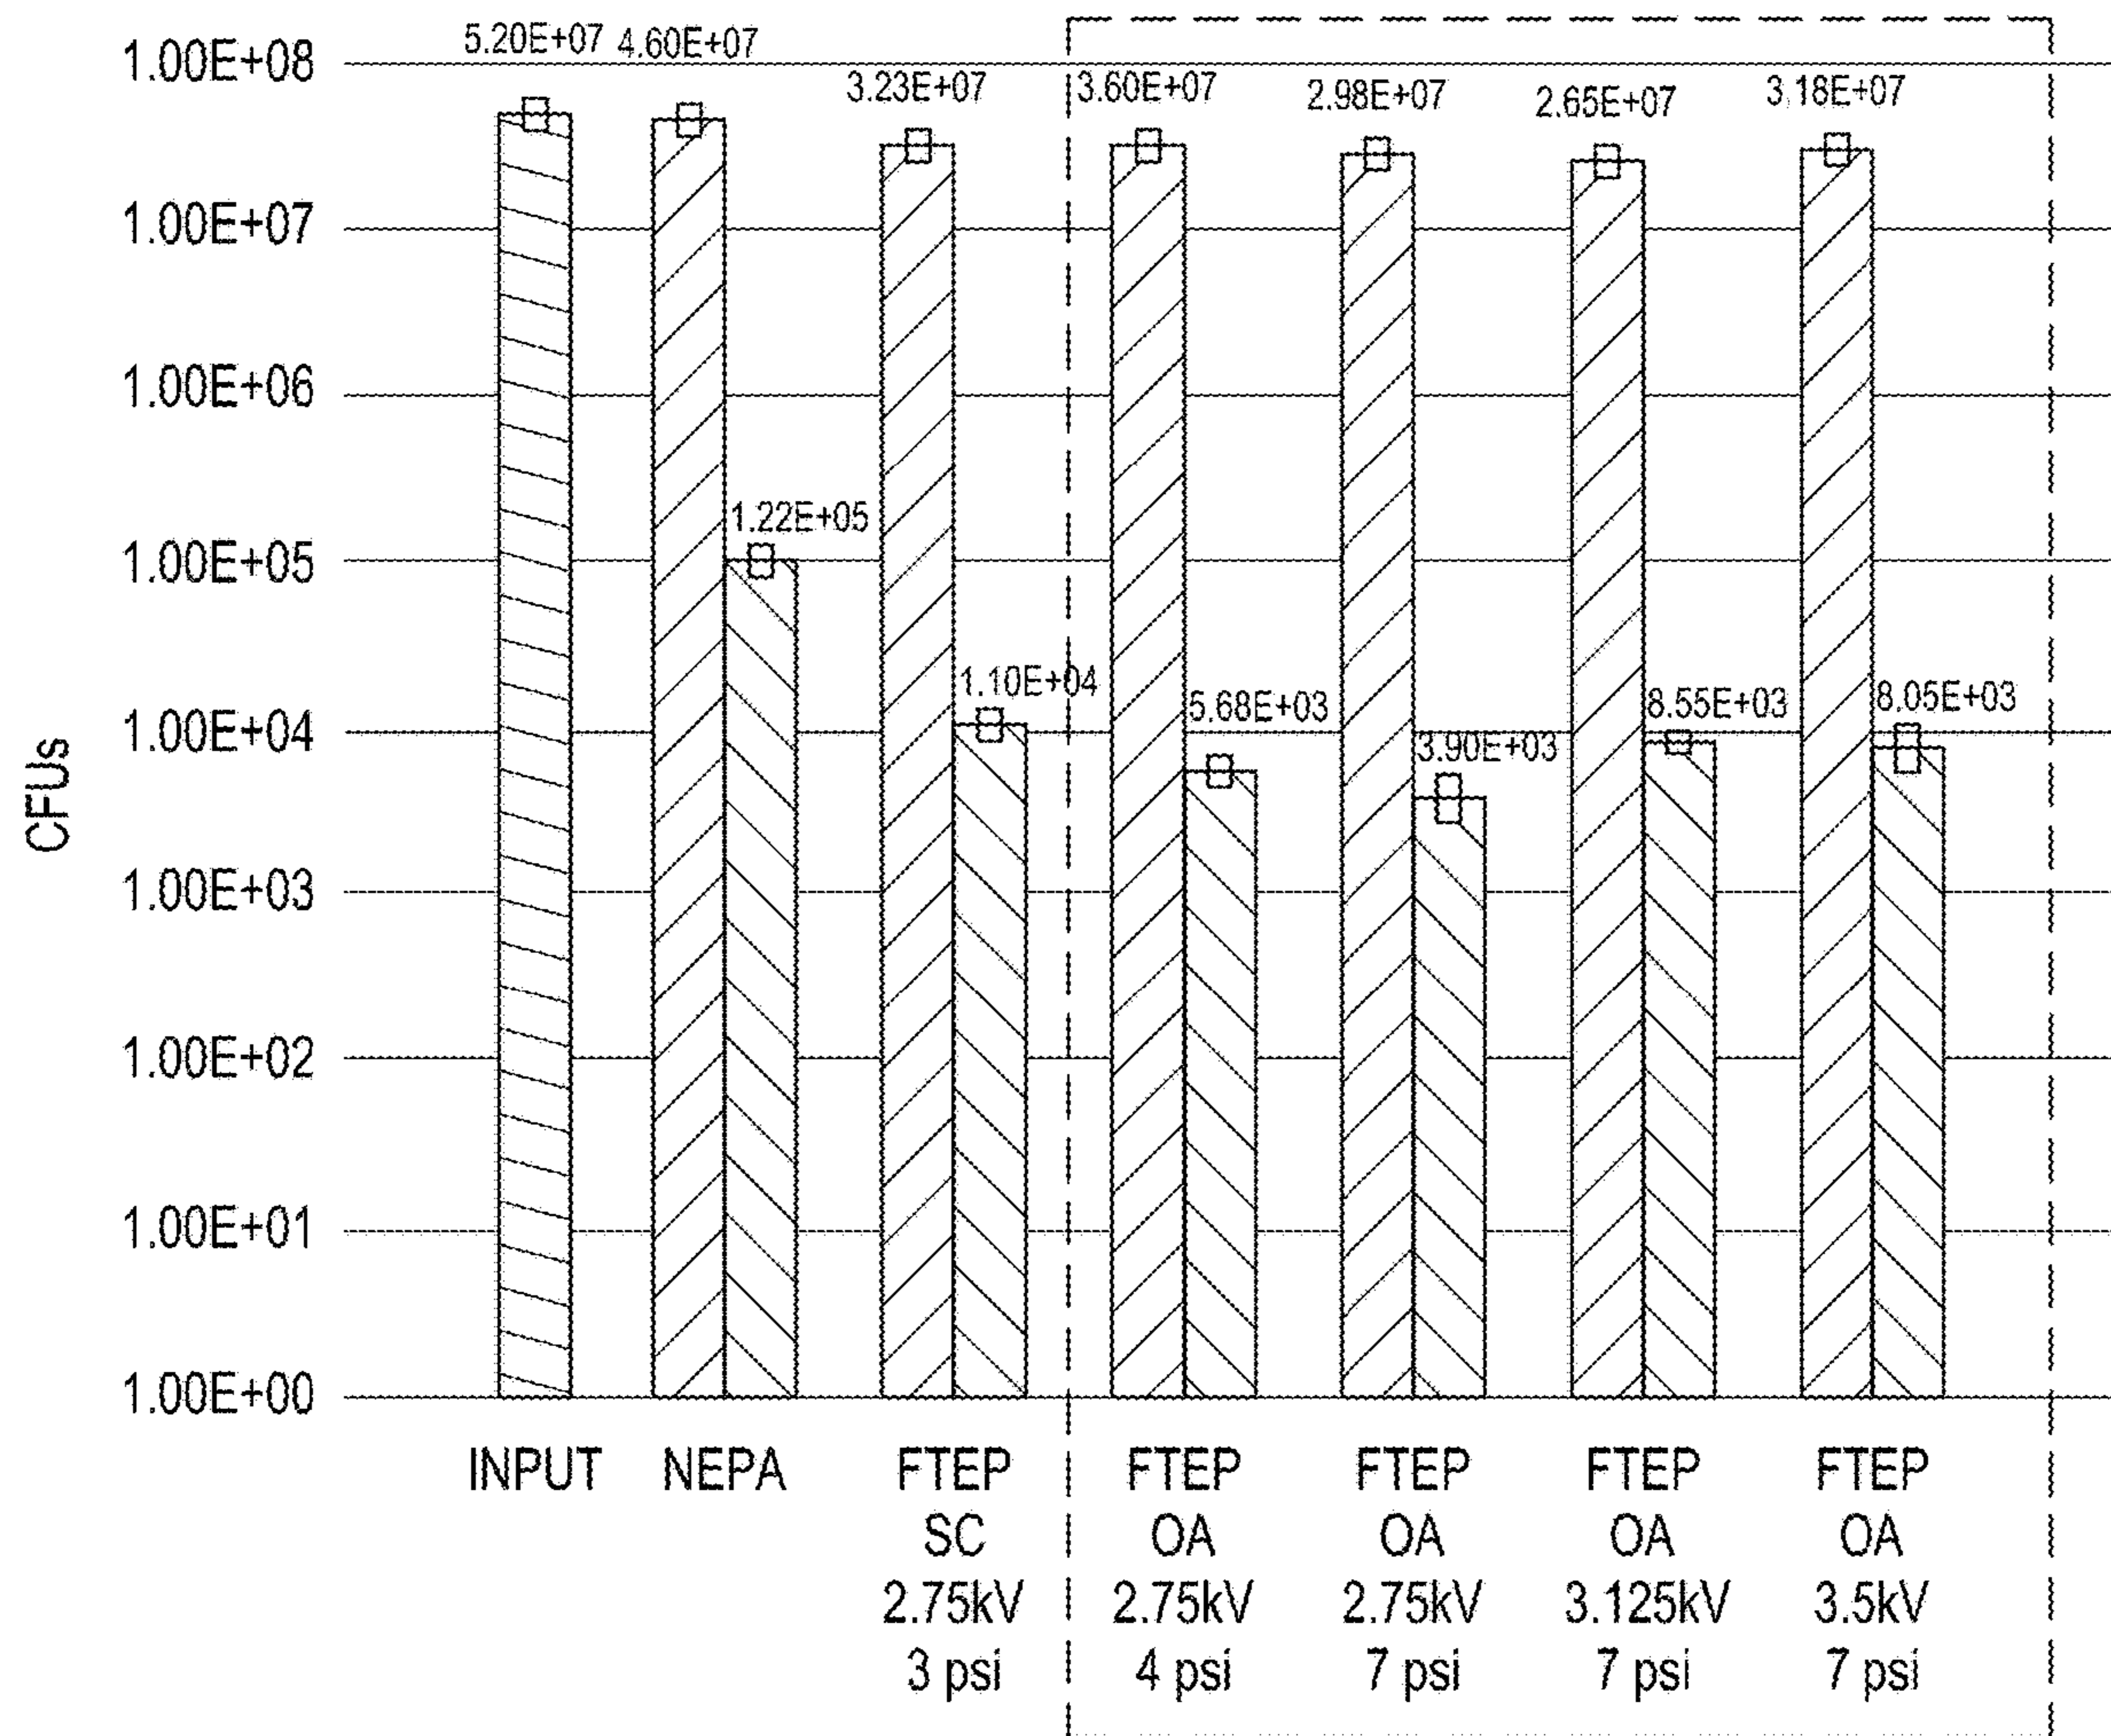 CFUs
1.00E+08
1.00E+07
1.00E+06
1.00E+05
1.00E+04
1.00E+03
1.00E+02
1.00E+01
1.00E+00
5.20E+07
4.60E+07
1.22E+05
3.23E+07
1.10E+04
3.60E+07
5.68E+03
2.98E+07
3.90E+03
2.65E+07
8.55E+03
3.18E+07
8.05E+03
INPUT
NEPA
FTEP
SC
2.75kV
3 psi
FTEP
OA
2.75kV
4 psi
FTEP
OA
2.75kV
7 psi
FTEP
OA
3.125kV
7 psi
FTEP
OA
3.5kV
7 psi